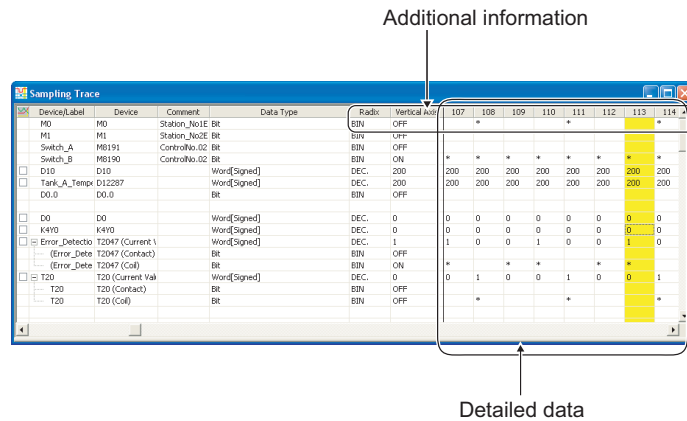 Additional information
Sampling Trace
Device/Label Device Comment Data Type Radix Vertical Axis 107 108 109 110 111 112 113 114
M0 M0 Station_No1E Bit BIN OFF * * *
M1 M1 Station_No2E Bit BIN OFF
Switch_A M8191 ControlNo.02 Bit BIN OFF
Switch_B M8190 ControlNo.02 Bit BIN ON * * * * * * * *
D10 D10 Word[Signed] DEC. 200 200 200 200 200 200 200 200 200
Tank_A_Tempe D12287 Word[Signed] DEC. 200 200 200 200 200 200 200 200 200
D0.0 D0.0 Bit BIN OFF
D0 D0 Word[Signed] DEC. 0 0 0 0 0 0 0 0 0
K4Y0 K4Y0 Word[Signed] DEC. 0 0 0 0 0 0 0 0 0
Error_Detectio T2047 (Current V Word[Signed] DEC. 1 1 0 0 1 0 0 1 0
(Error_Dete T2047 (Contact) Bit BIN OFF
(Error_Dete T2047 (Coil) Bit BIN ON * * * * *
T20 T20 (Current Valu Word[Signed] DEC. 0 0 1 0 0 1 0 0 1
T20 T20 (Contact) Bit BIN OFF
T20 T20 (Coil) Bit BIN OFF * * *
Detailed data